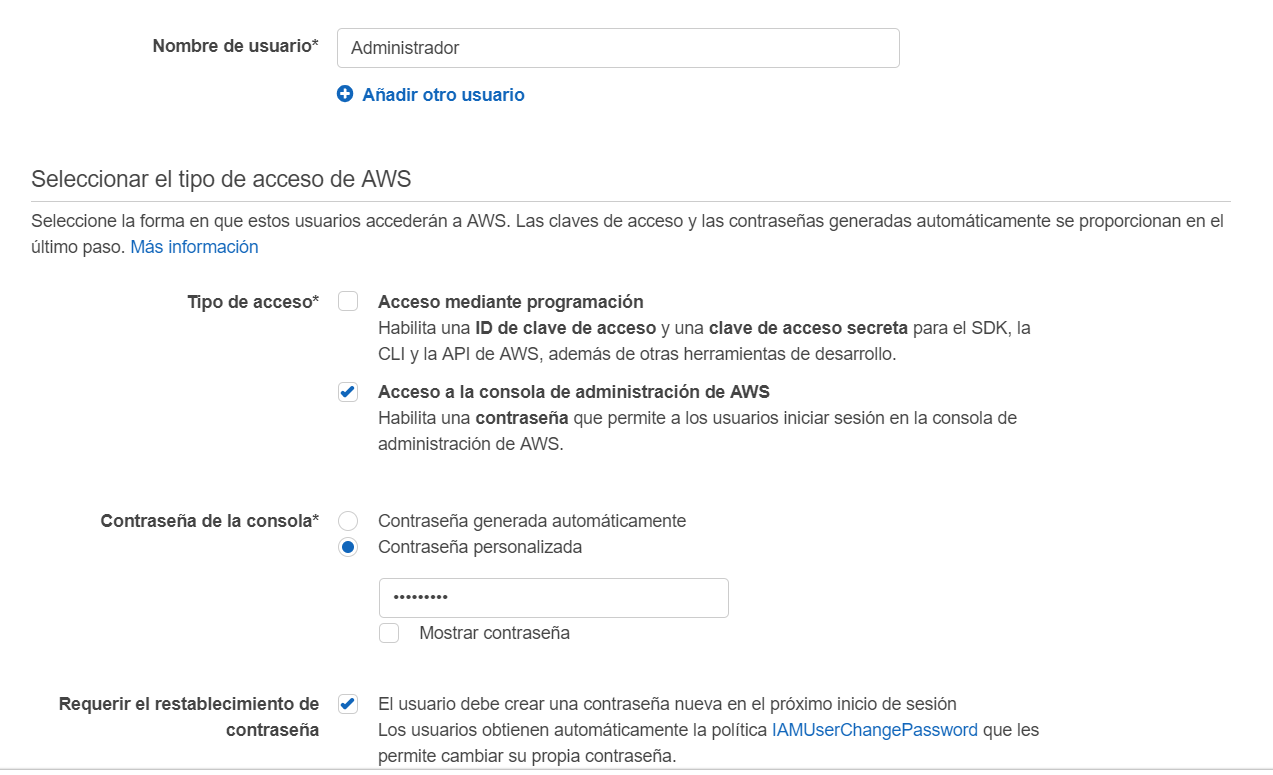 Nombre de usuario*
Administrador
Añadir otro usuario
Seleccionar el tipo de acceso de AWS
Seleccione la forma en que estos usuarios accederán a AWS. Las claves de acceso y las contraseñas generadas automáticamente se proporcionan en el
último paso. Más información
Tipo de acceso*
Acceso mediante programación
Habilita una ID de clave de acceso y una clave de acceso secreta para el SDK, la
CLI y la API de AWS, además de otras herramientas de desarrollo.
Acceso a la consola de administración de AWS
Habilita una contraseña que permite a los usuarios iniciar sesión en la consola de
administración de AWS.
Contraseña de la consola*
Contraseña generada automáticamente
Contraseña personalizada
•••••••••
Mostrar contraseña
Requerir el restablecimiento de
contraseña
El usuario debe crear una contraseña nueva en el próximo inicio de sesión
Los usuarios obtienen automáticamente la política IAMUserChangePassword que les
permite cambiar su propia contraseña.